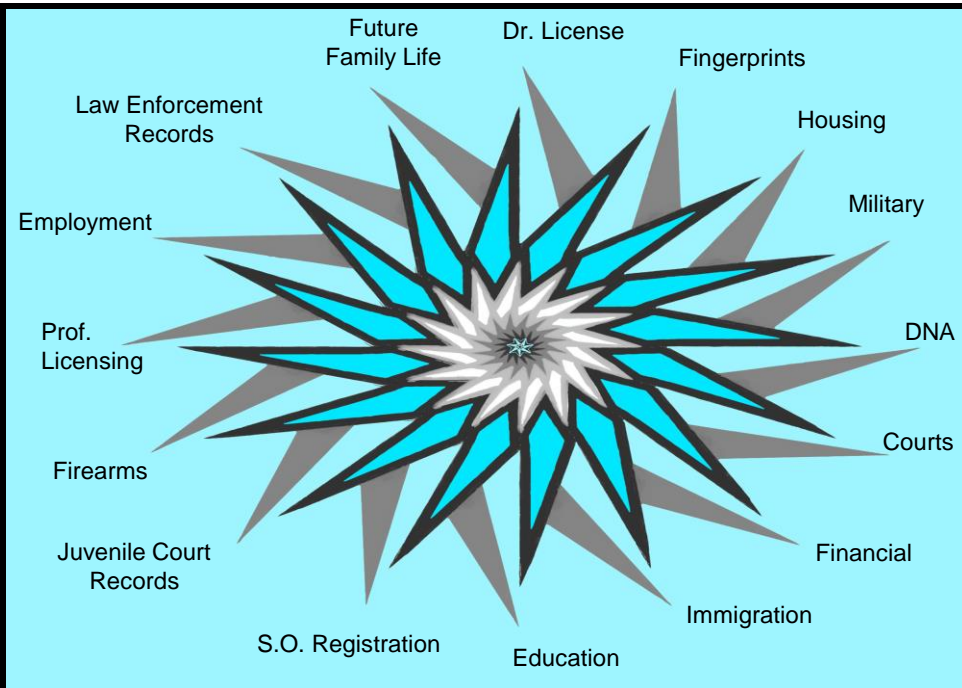 Future
Family Life
Dr. License
Fingerprints
Law Enforcement
Records
Housing
Employment
Military
Prof.
Licensing
DNA
Firearms
Courts
Juvenile Court
Records
Financial
S.O. Registration
Education
Immigration